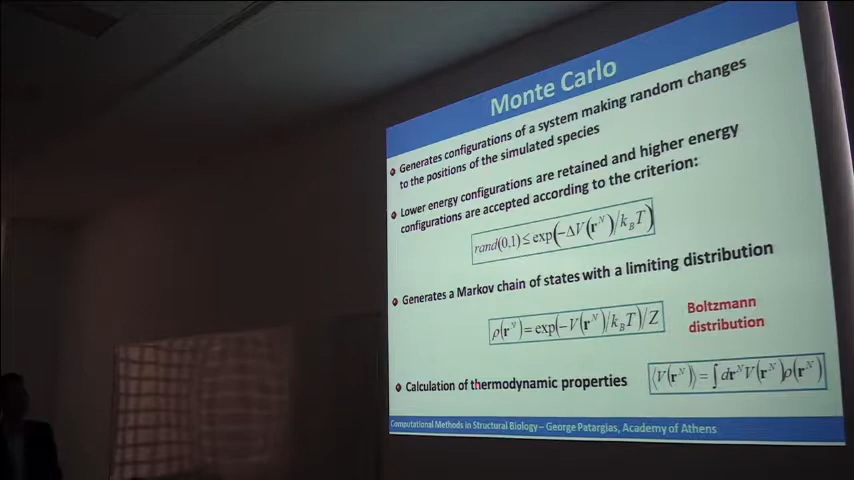 Monte Carlo
Generates configurations of a system making random changes
to the positions of the simulated species
Lower energy configurations are retained and higher energy
configurations are accepted according to the criterion:
rand(0,1) ≤ exp(−ΔV(r^N)/k_BT)
Generates a Markov chain of states with a limiting distribution
ρ(r^N) = exp(−V(r^N)/k_BT)/Z
Boltzmann
distribution
Calculation of thermodynamic properties
⟨V(r^N)⟩ = ∫dr^N V(r^N)ρ(r^N)
Computational Methods in Structural Biology – George Patargias, Academy of Athens